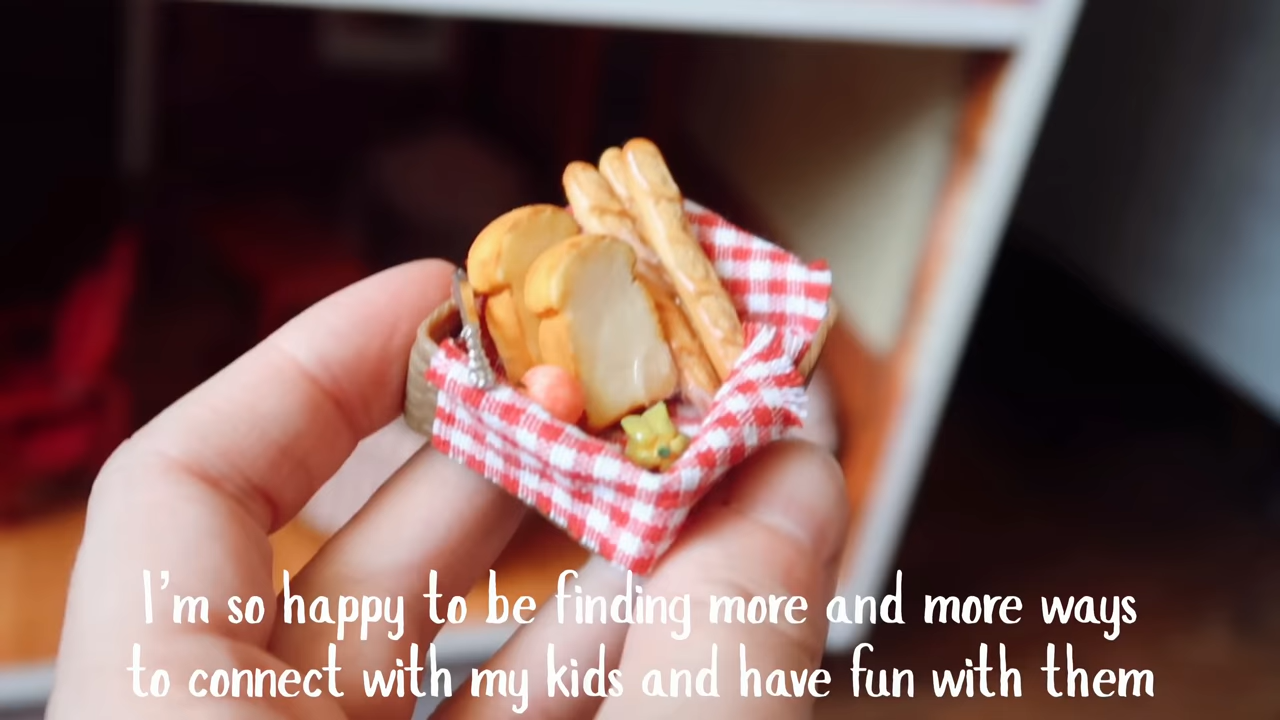 I'm so happy to be finding more and more ways
to connect with my kids and have fun with them